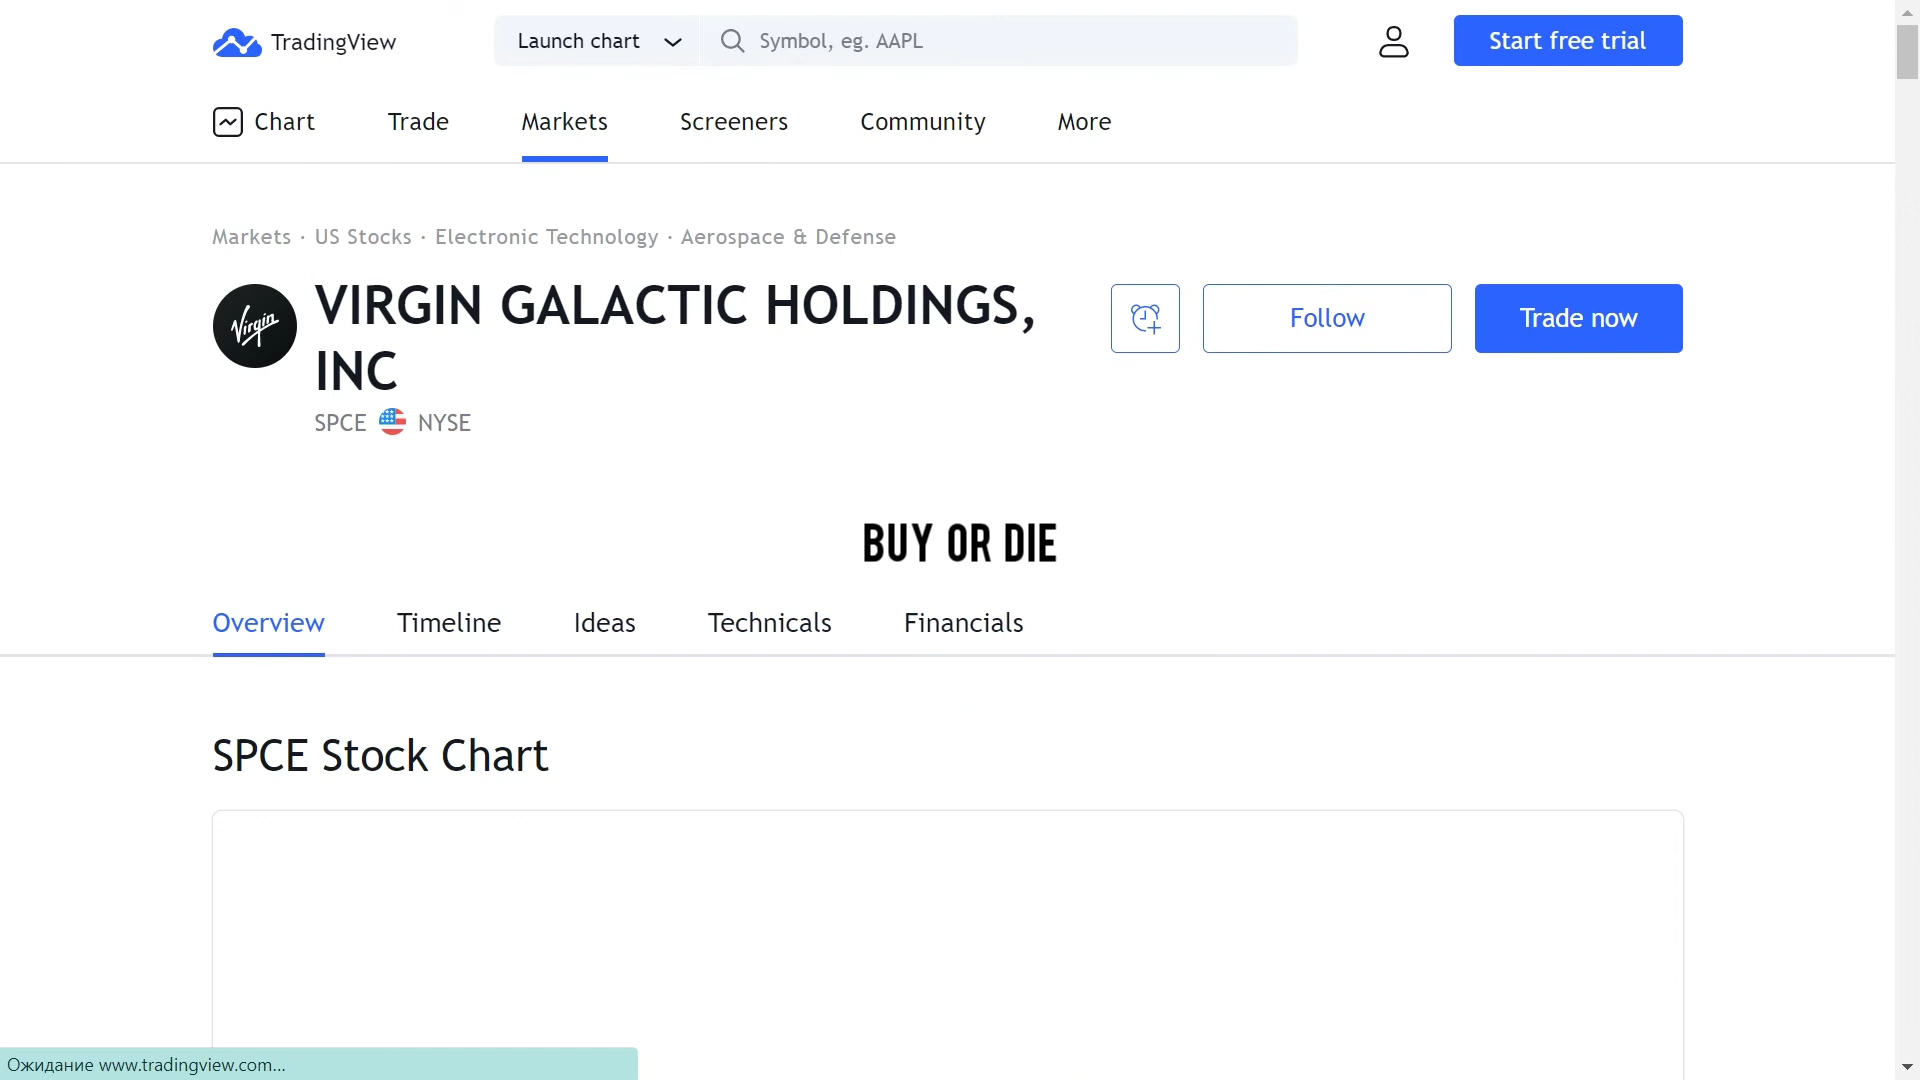 TradingView
Launch chart
Symbol, eg. AAPL
Start free trial
Chart
Trade
Markets
Screeners
Community
More
Markets · US Stocks · Electronic Technology · Aerospace & Defense
Virgin
VIRGIN GALACTIC HOLDINGS,
INC
SPCE NYSE
Follow
Trade now
BUY OR DIE
Overview
Timeline
Ideas
Technicals
Financials
SPCE Stock Chart
Ожидание www.tradingview.com...